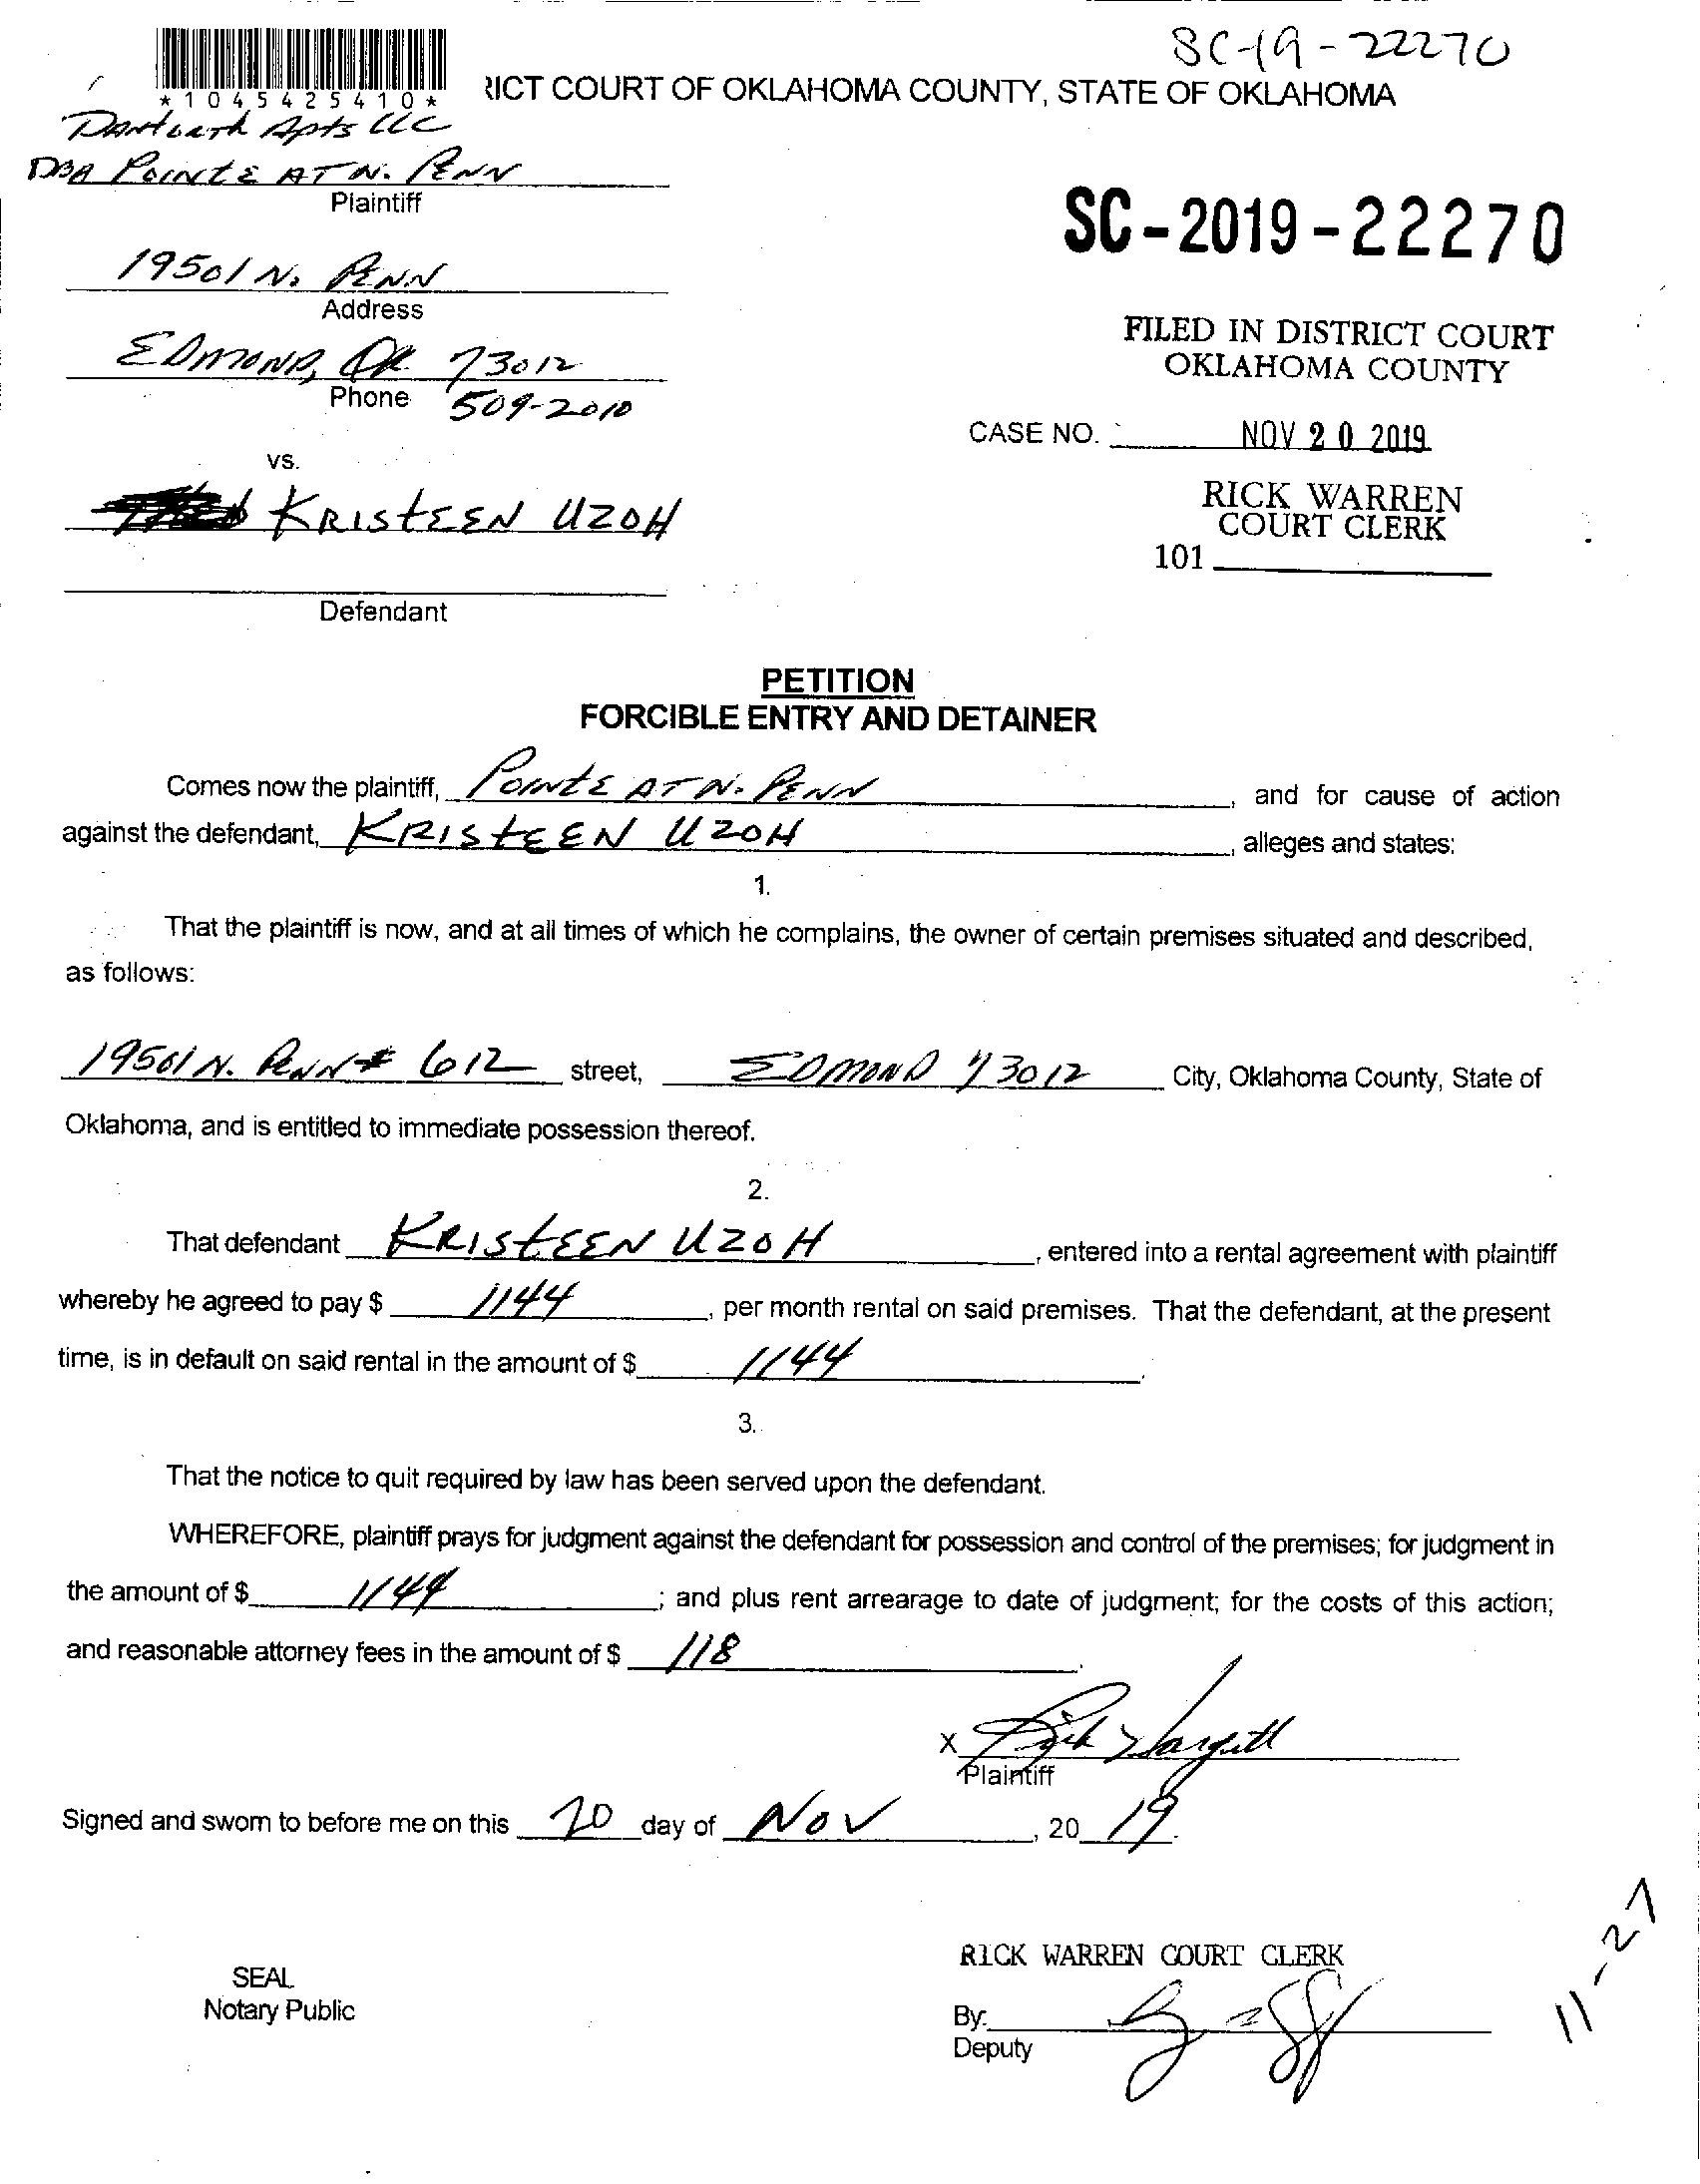 SC-19-22270
*1045425410*
RICT COURT OF OKLAHOMA COUNTY, STATE OF OKLAHOMA
Apts LLC
DBA POINTE AT N. PENN
Plaintiff
SC-2019-22270
19501 N. PENN
Address
FILED IN DISTRICT COURT
OKLAHOMA COUNTY
EDMOND, OK 73012
Phone 509-2010
CASE NO. NOV 20 2019
vs.
RICK WARREN
COURT CLERK
KRISTEEN UZOH
101
Defendant
PETITION
FORCIBLE ENTRY AND DETAINER
Comes now the plaintiff, POINTE AT N. PENN, and for cause of action
against the defendant, KRISTEEN UZOH, alleges and states:
1.
That the plaintiff is now, and at all times of which he complains, the owner of certain premises situated and described,
as follows:
19501 N. PENN # 612 street, EDMOND 73012 City, Oklahoma County, State of
Oklahoma, and is entitled to immediate possession thereof.
2.
That defendant KRISTEEN UZOH, entered into a rental agreement with plaintiff
whereby he agreed to pay $ 1144, per month rental on said premises. That the defendant, at the present
time, is in default on said rental in the amount of $ 1144.
3.
That the notice to quit required by law has been served upon the defendant.
WHEREFORE, plaintiff prays for judgment against the defendant for possession and control of the premises; for judgment in
the amount of $ 1144; and plus rent arrearage to date of judgment; for the costs of this action;
and reasonable attorney fees in the amount of $ 118.
X
Plaintiff
Signed and sworn to before me on this 20 day of NOV, 20 19.
11-27
RICK WARREN COURT CLERK
SEAL
Notary Public
By:
Deputy